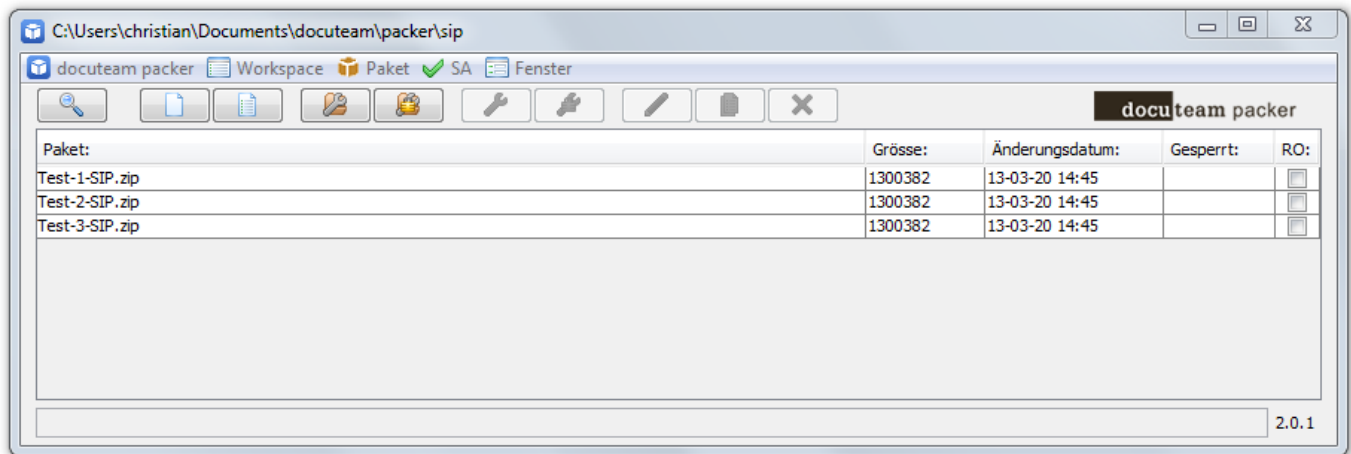 C:\Users\christian\Documents\docuteam\packer\sip
docuteam packer Workspace Paket SA Fenster
docuteam packer
Paket: Grösse: Änderungsdatum: Gesperrt: RO:
Test-1-SIP.zip 1300382 13-03-20 14:45
Test-2-SIP.zip 1300382 13-03-20 14:45
Test-3-SIP.zip 1300382 13-03-20 14:45
2.0.1